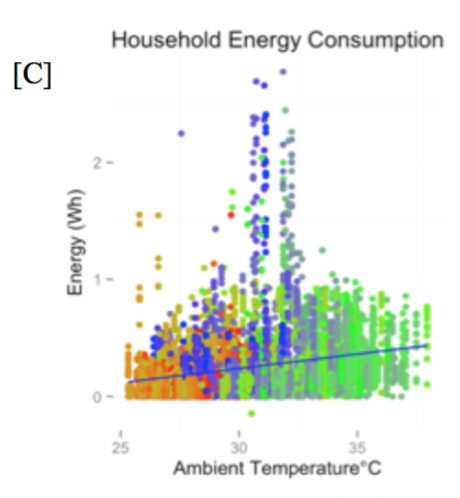 Household Energy Consumption
[C]
Energy (Wh)
2
1
0
25 30 35
Ambient Temperature°C